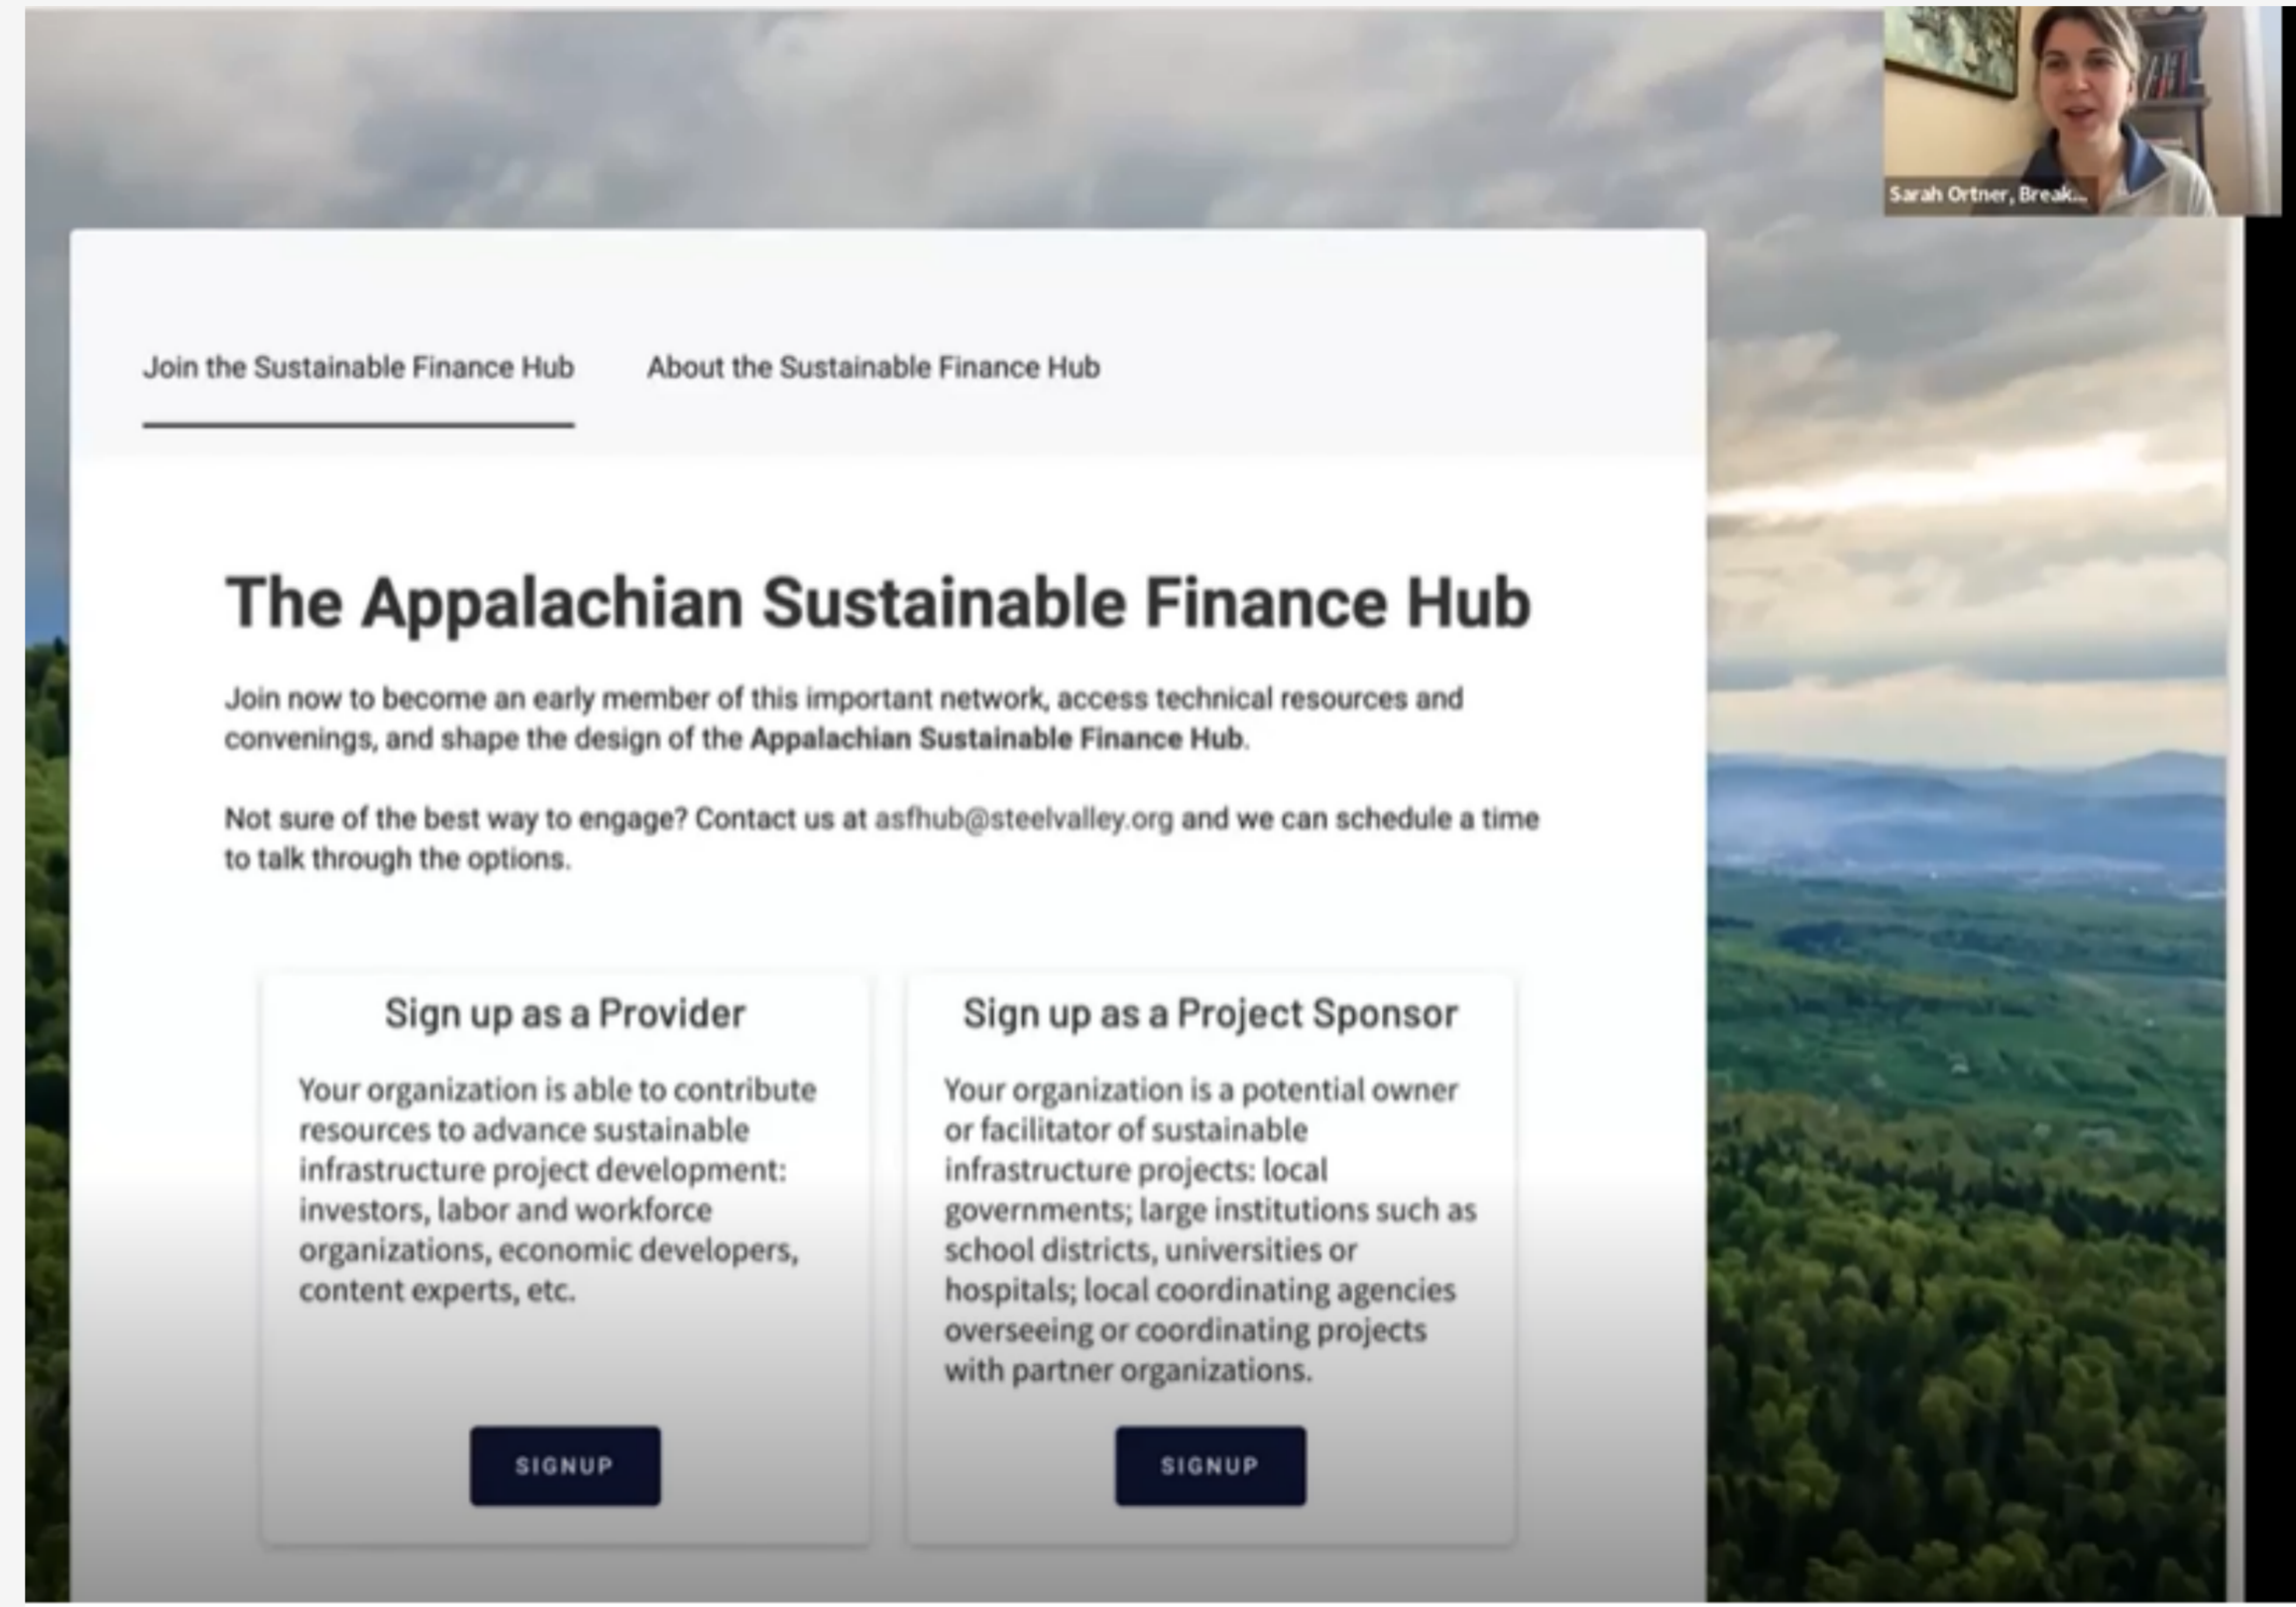 Sarah Ortner, Break...
Join the Sustainable Finance Hub
About the Sustainable Finance Hub
The Appalachian Sustainable Finance Hub
Join now to become an early member of this important network, access technical resources and
convenings, and shape the design of the Appalachian Sustainable Finance Hub.
Not sure of the best way to engage? Contact us at asfhub@steelvalley.org and we can schedule a time
to talk through the options.
Sign up as a Provider
Your organization is able to contribute
resources to advance sustainable
infrastructure project development:
investors, labor and workforce
organizations, economic developers,
content experts, etc.
SIGNUP
Sign up as a Project Sponsor
Your organization is a potential owner
or facilitator of sustainable
infrastructure projects: local
governments; large institutions such as
school districts, universities or
hospitals; local coordinating agencies
overseeing or coordinating projects
with partner organizations.
SIGNUP